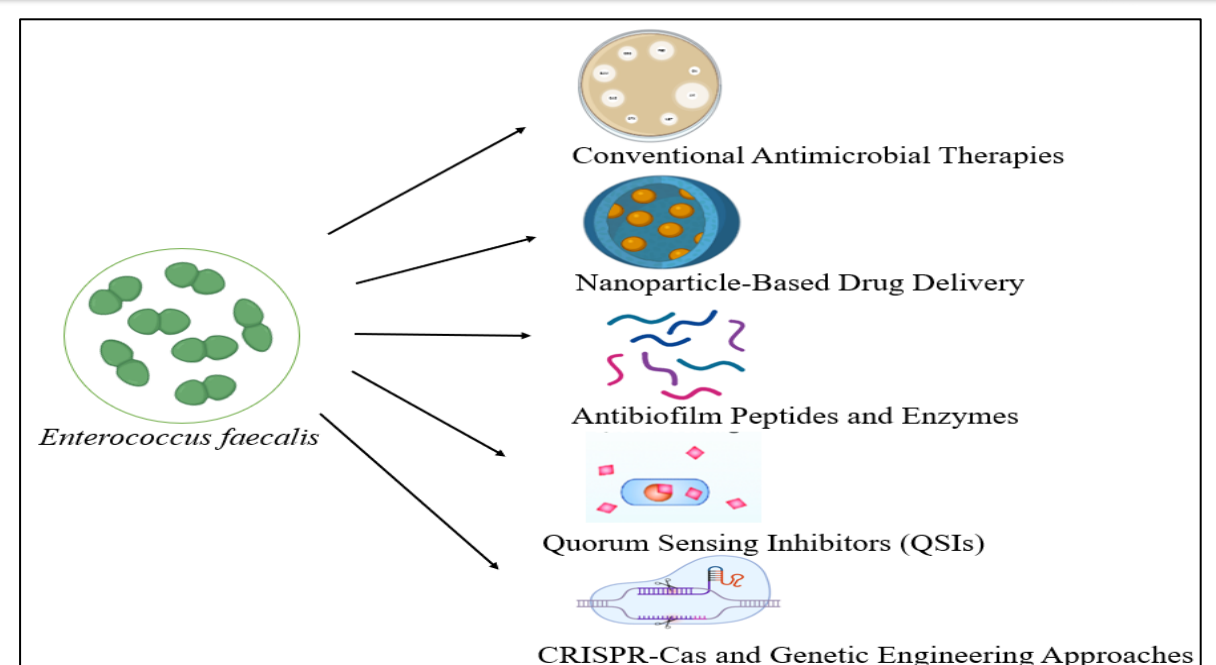 Conventional Antimicrobial Therapies
Nanoparticle-Based Drug Delivery
Antibiofilm Peptides and Enzymes
Enterococcus faecalis
Quorum Sensing Inhibitors (QSIs)
CRISPR-Cas and Genetic Engineering Approaches